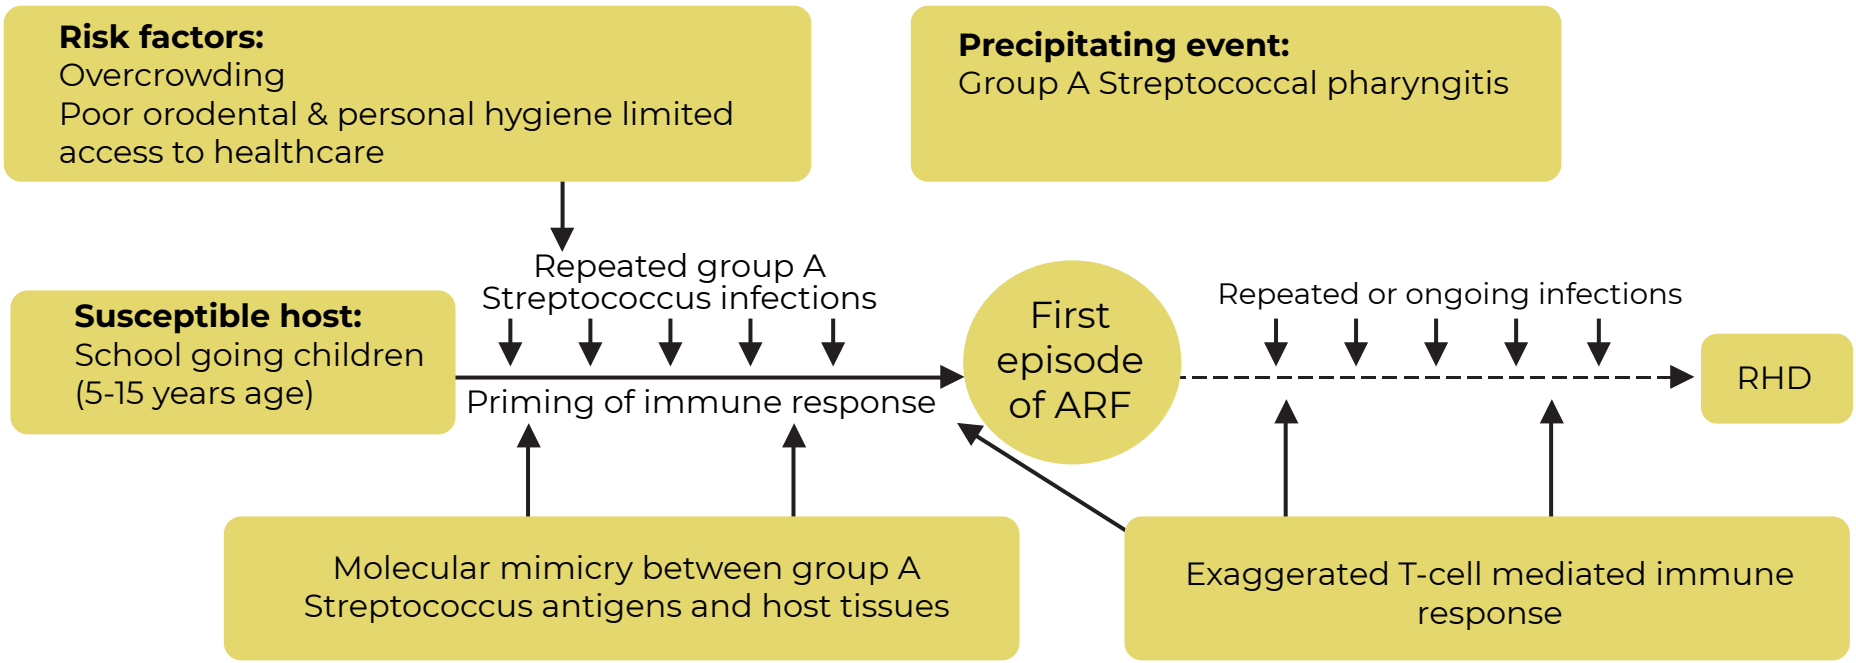 Risk factors:
Overcrowding
Poor orodental & personal hygiene limited
access to healthcare
Precipitating event:
Group A Streptococcal pharyngitis
Repeated group A
Streptococcus infections
Susceptible host:
School going children
(5-15 years age)
Priming of immune response
First
episode
of ARF
Repeated or ongoing infections
RHD
Molecular mimicry between group A
Streptococcus antigens and host tissues
Exaggerated T-cell mediated immune
response